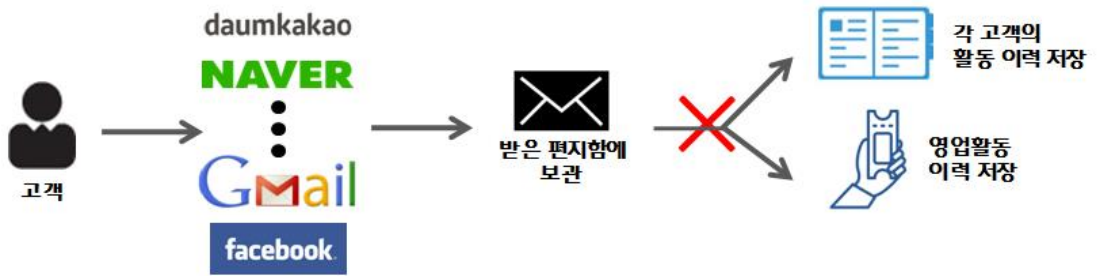 고객
daumkakao
NAVER
GMail
facebook.
받은 편지함에
보관
각 고객의
활동 이력 저장
영업활동
이력 저장